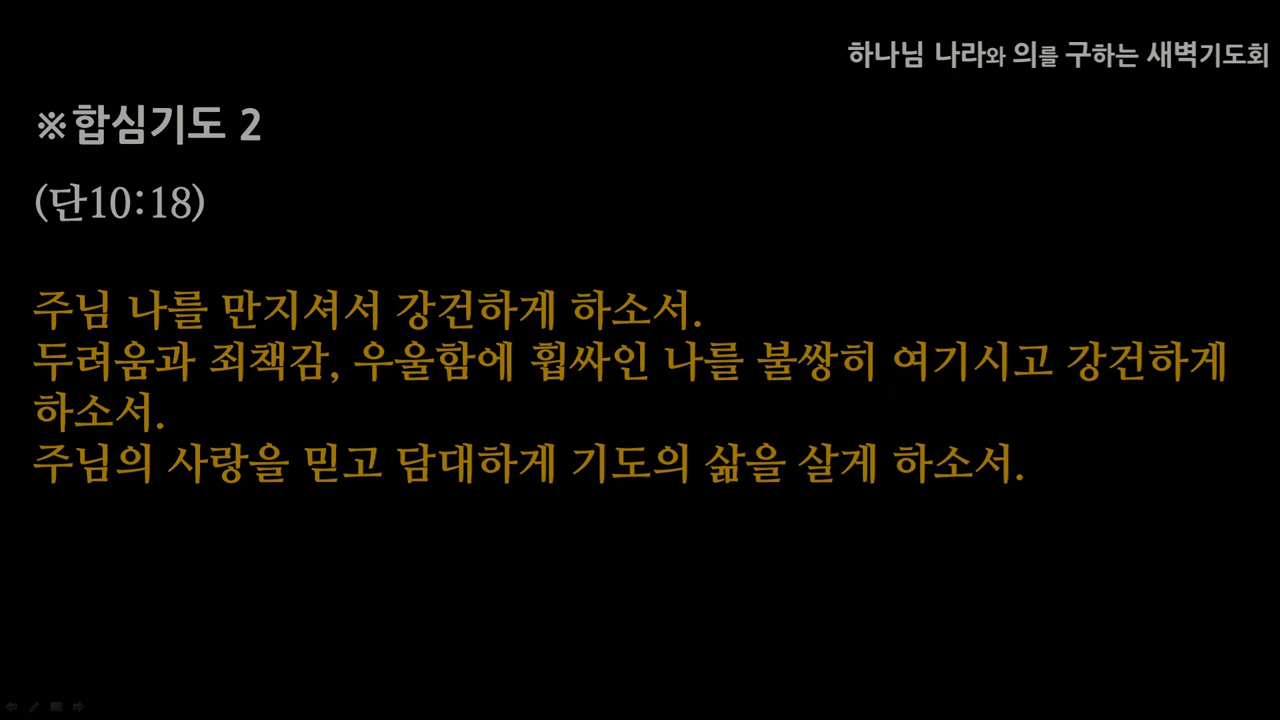 하나님 나라와 의를 구하는 새벽기도회
※합심기도 2
(단10:18)
주님 나를 만지셔서 강건하게 하소서.
두려움과 죄책감, 우울함에 휩싸인 나를 불쌍히 여기시고 강건하게
하소서.
주님의 사랑을 믿고 담대하게 기도의 삶을 살게 하소서.